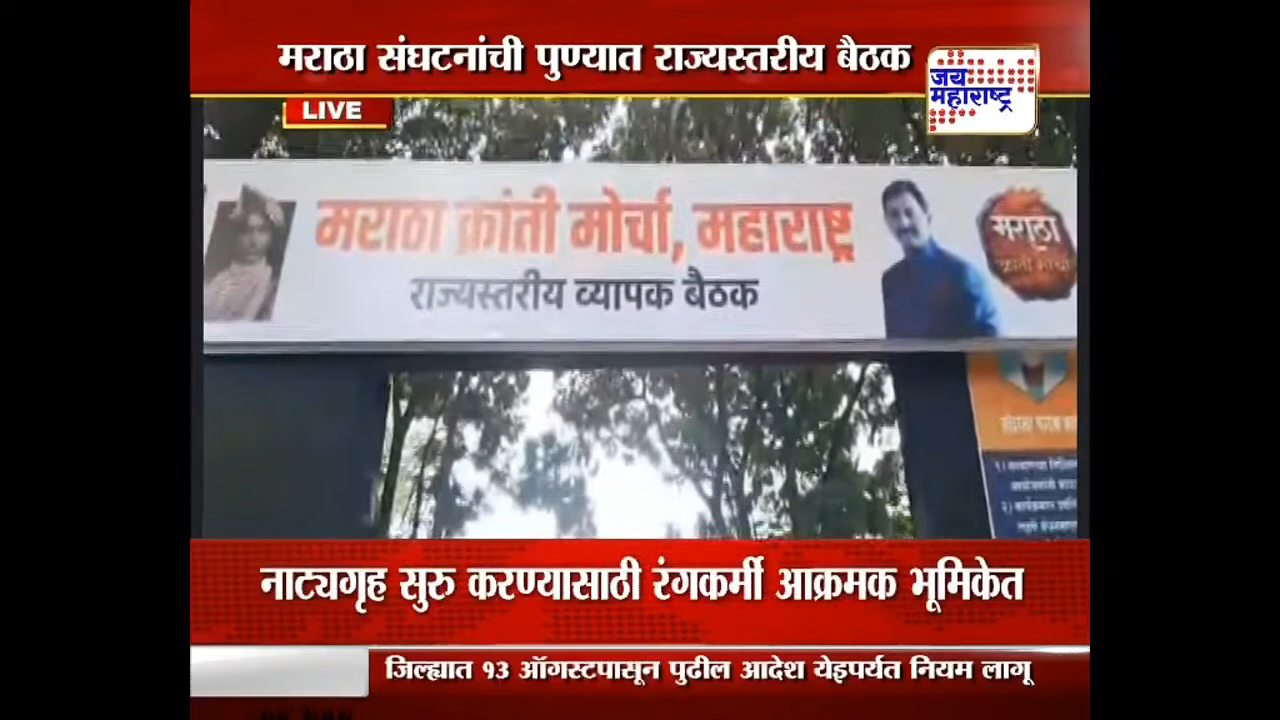 मराठा संघटनांची पुण्यात राज्यस्तरीय बैठक
जय
महाराष्ट्र
LIVE
मराठा क्रांती मोर्चा, महाराष्ट्र
राज्यस्तरीय व्यापक बैठक
मराठा
क्रांती मोर्चा
नाट्यगृह सुरु करण्यासाठी रंगकर्मी आक्रमक भूमिकेत
जिल्ह्यात १३ ऑगस्टपासून पुढील आदेश येइपर्यत नियम लागू